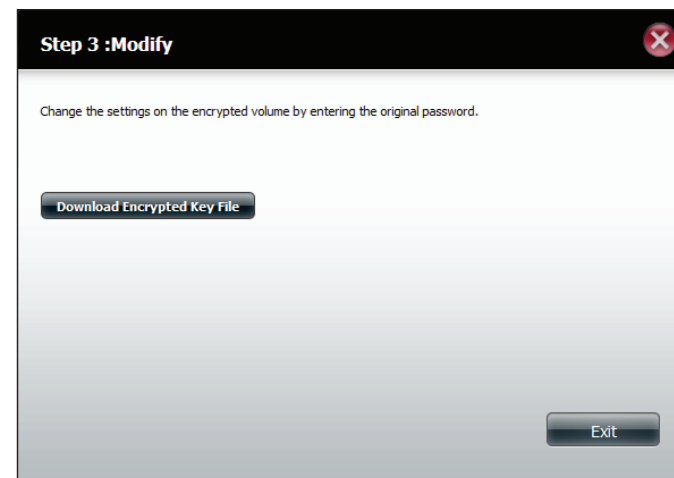 Step 3 :Modify
Change the settings on the encrypted volume by entering the original password.
Download Encrypted Key File
Exit